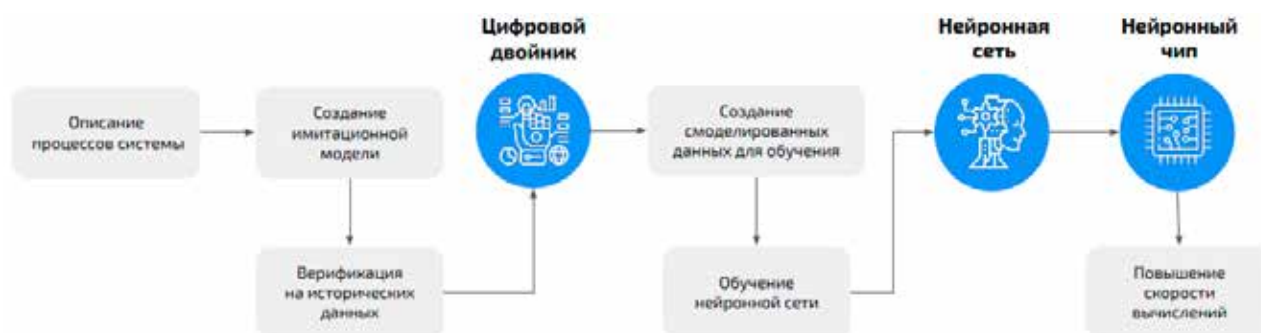 Цифровой
двойник
Нейронная
сеть
Нейронный
чип
Описание
процессов системы
Создание
имитационной
модели
Создание
смоделированных
данных для обучения
Верификация
на исторических
данных
Обучение
нейронной сети
Повышение
скорости
вычислений